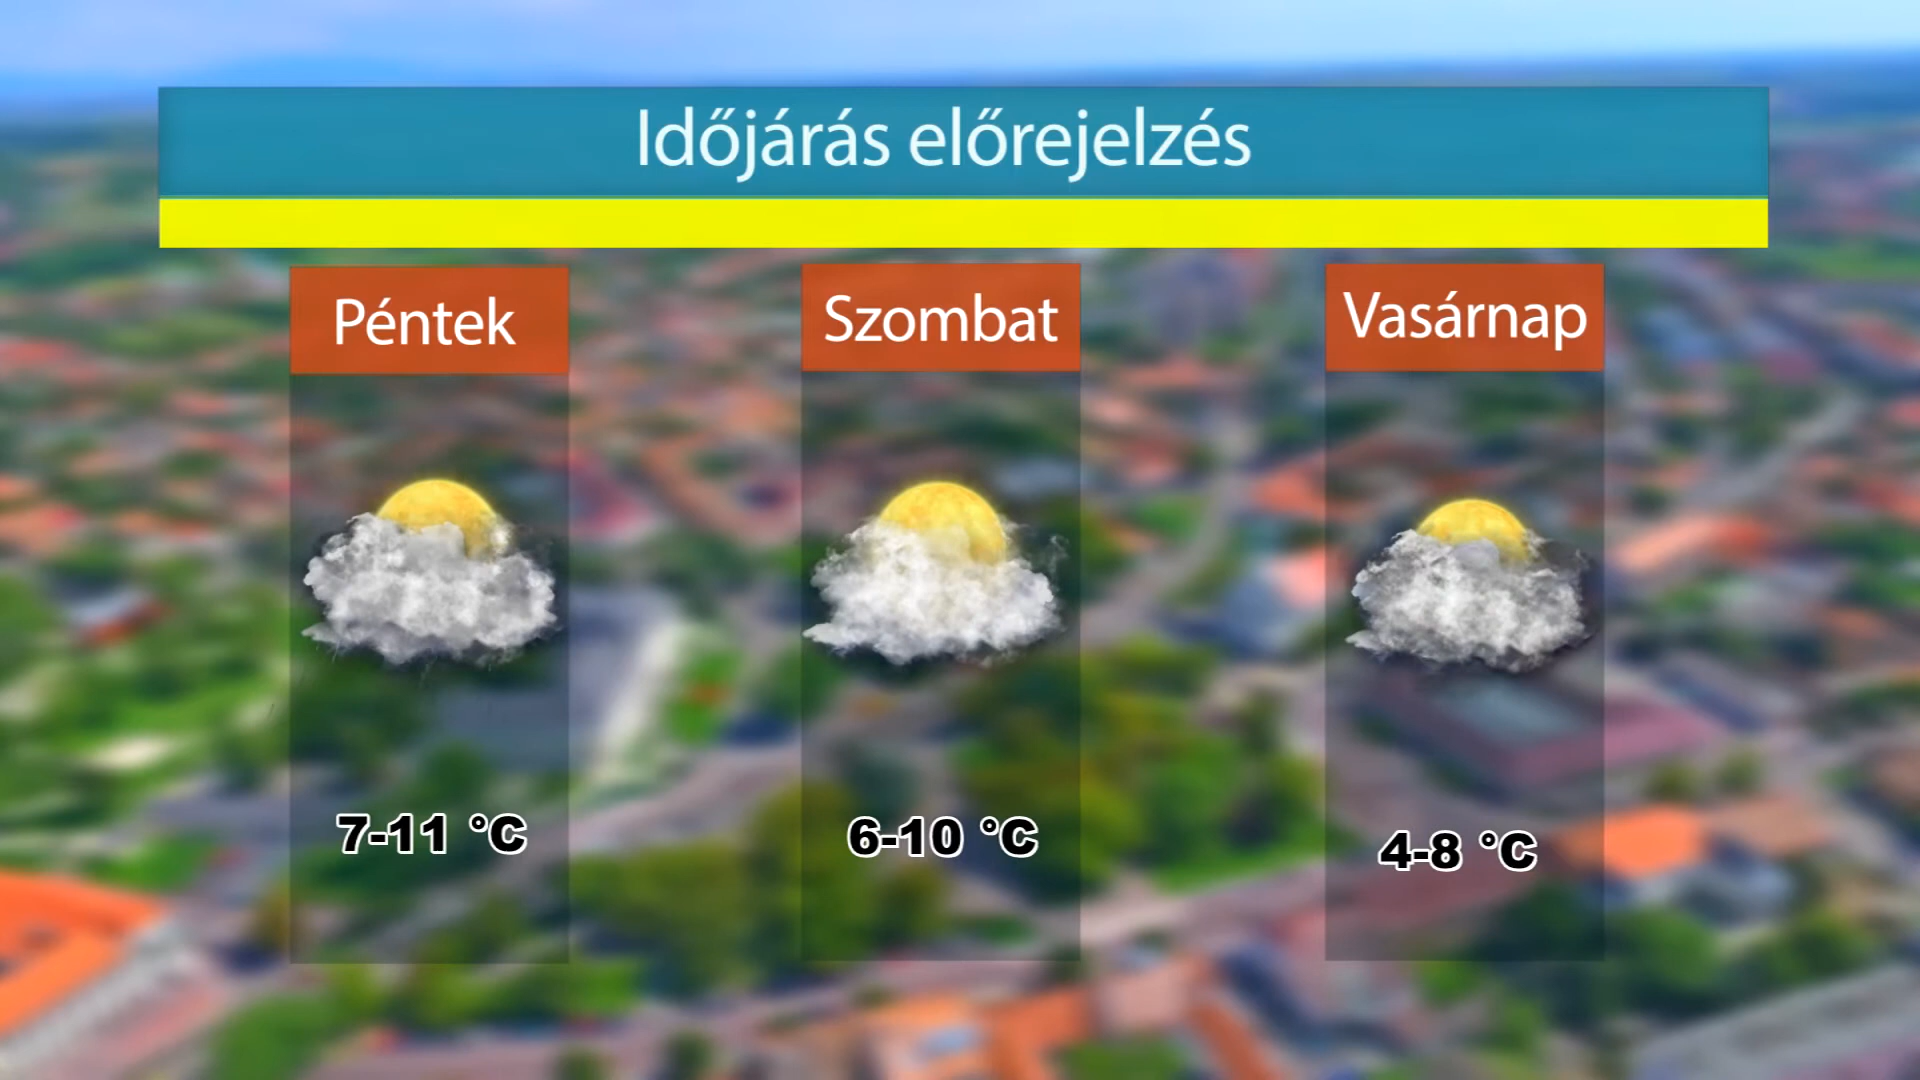 Időjárás előrejelzés
Péntek
Szombat
Vasárnap
7-11 °C
6-10 °C
4-8 °C